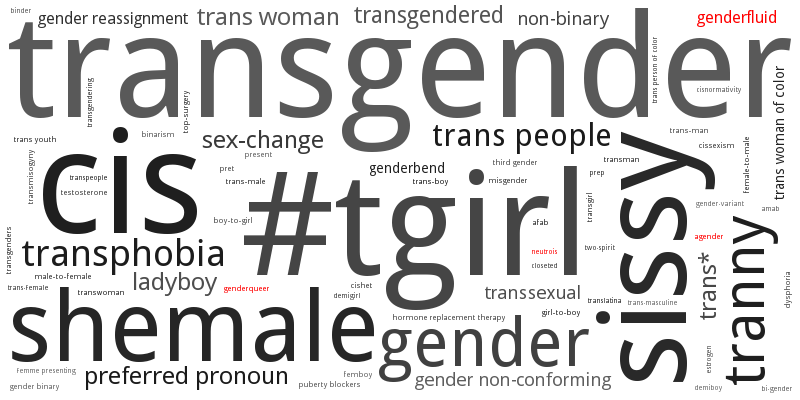 binder
gender reassignment
trans woman
transgendered
non-binary
genderfluid
transgender
transgendering
top-surgery
trans person of color
cisnormativity
trans woman of color
trans youth
binarism
sex-change
trans people
trans-man
cissexism
female-to-male
cis
present
genderbend
third gender
transman
sissy
transmisogyny
transpeople
pret
trans-male
trans-boy
misgender
prep
testosterone
#tgirl
transgirl
gender-variant
amab
boy-to-girl
afab
tranny
transgenders
transphobia
neutrois
two-spirit
agender
closeted
trans*
dysphoria
male-to-female
ladyboy
genderqueer
cishet
demigirl
transsexual
translatina
trans-masculine
trans-female
transwoman
shemale
hormone replacement therapy
girl-to-boy
gender
estrogen
Femme presenting
preferred pronoun
femboy
gender non-conforming
gender binary
puberty blockers
demiboy
bi-gender